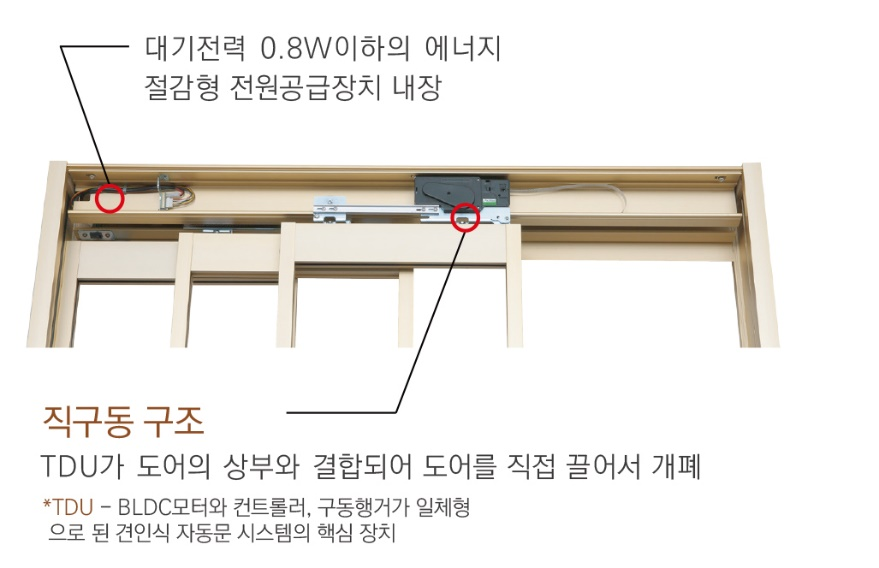 대기전력 0.8W이하의 에너지
절감형 전원공급장치 내장
직구동 구조
TDU가 도어의 상부와 결합되어 도어를 직접 끌어서 개폐
*TDU - BLDC모터와 컨트롤러, 구동행거가 일체형
으로 된 견인식 자동문 시스템의 핵심 장치